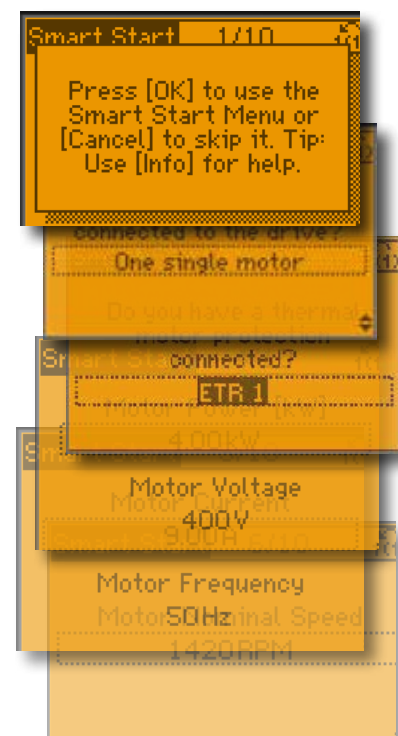 Smart Start 1/10
Press [OK] to use the
Smart Start Menu or
[Cancel] to skip it. Tip:
Use [Info] for help.
connected to the drive?
One single motor
Do you have a thermal
motor protection
connected?
ETR 1
Motor Power [kW]
4.00kW
Motor Voltage
400V
Motor Current
9.00A
Motor Frequency
50Hz
Motor Nominal Speed
1420RPM